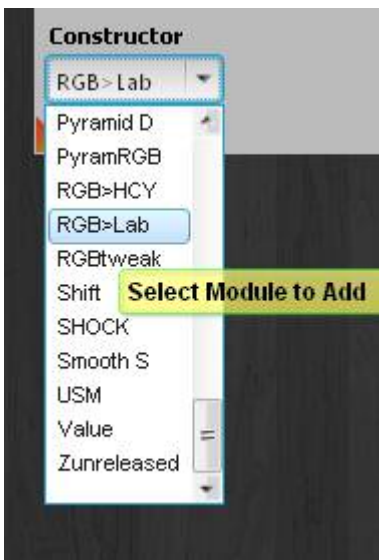 Constructor
RGB>Lab
Pyramid D
PyramRGB
RGB>HCY
RGB>Lab
RGBtweak
Shift
Select Module to Add
SHOCK
Smooth S
USM
Value
Zunreleased